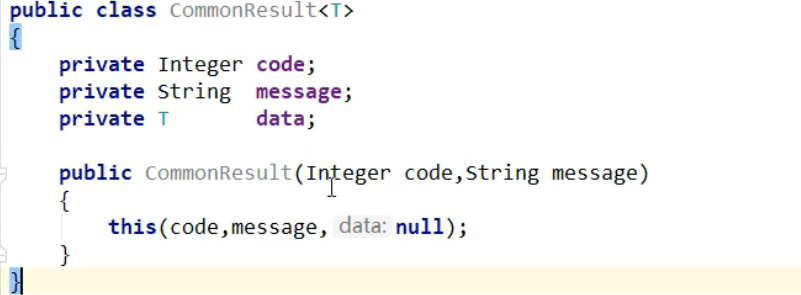 public class CommonResult<T>
{
    private Integer code;
    private String  message;
    private T       data;
    public CommonResult(Integer code,String message)
    {
        this(code,message, data: null);
    }
}